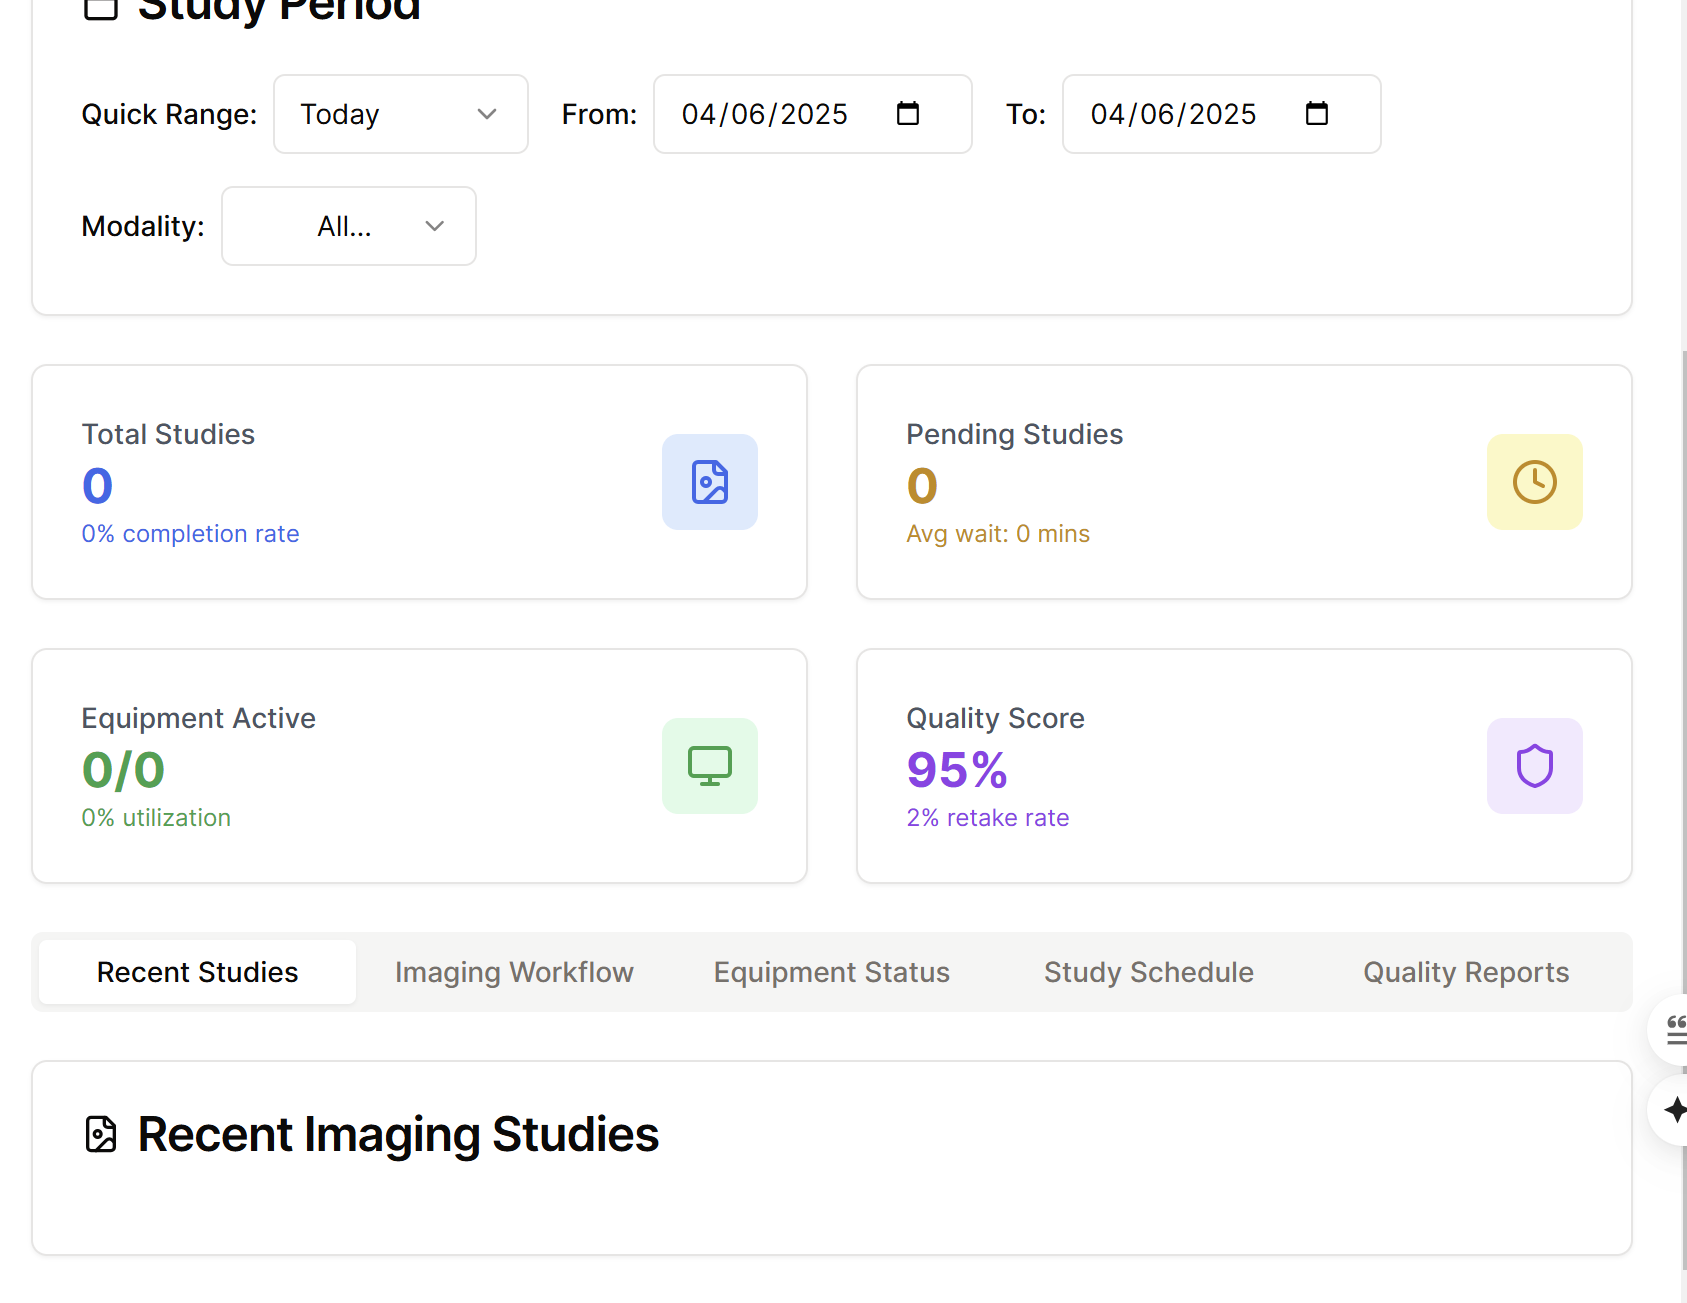 Study Period
Quick Range: Today From: 04/06/2025 To: 04/06/2025
Modality: All...
Total Studies
0
0% completion rate
Pending Studies
0
Avg wait: 0 mins
Equipment Active
0/0
0% utilization
Quality Score
95%
2% retake rate
Recent Studies Imaging Workflow Equipment Status Study Schedule Quality Reports
Recent Imaging Studies